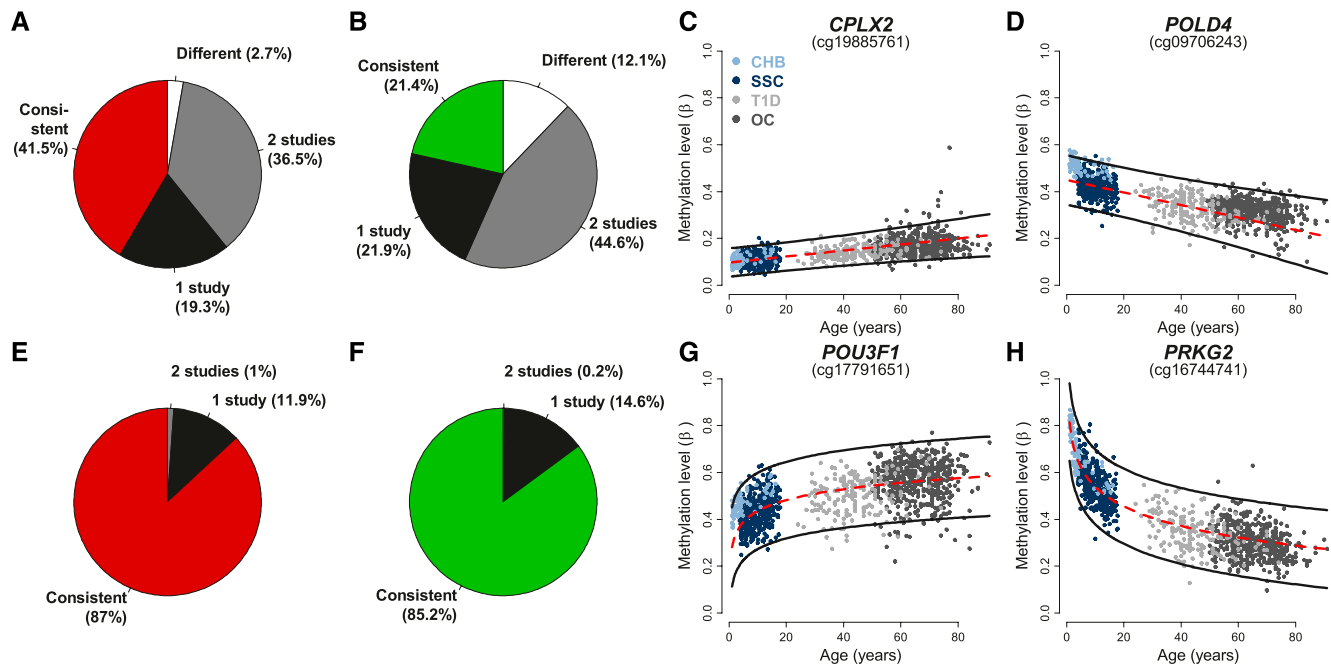 A
Different (2.7%)
Consi-
stent
(41.5%)
2 studies
(36.5%)
1 study
(19.3%)
B
Consistent
(21.4%)
Different (12.1%)
1 study
(21.9%)
2 studies
(44.6%)
C
CPLX2
(cg19885761)
CHB
SSC
T1D
OC
Methylation level (β)
0.0 0.2 0.4 0.6 0.8 1.0
0 20 40 60 80
Age (years)
D
POLD4
(cg09706243)
Methylation level (β)
0.0 0.2 0.4 0.6 0.8 1.0
0 20 40 60 80
Age (years)
E
2 studies (1%)
1 study (11.9%)
Consistent
(87%)
F
2 studies (0.2%)
1 study (14.6%)
Consistent
(85.2%)
G
POU3F1
(cg17791651)
Methylation level (β)
0.0 0.2 0.4 0.6 0.8 1.0
0 20 40 60 80
Age (years)
H
PRKG2
(cg16744741)
Methylation level (β)
0.0 0.2 0.4 0.6 0.8 1.0
0 20 40 60 80
Age (years)